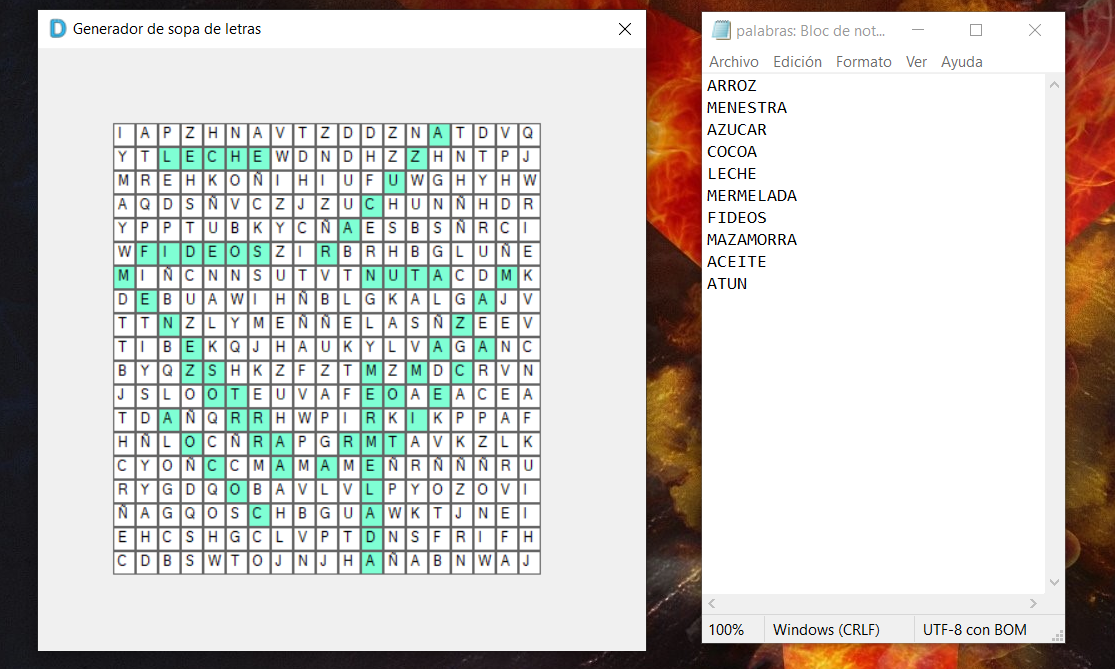 Generador de sopa de letras
I A P Z H N A V T Z D D Z N A T D V Q
Y T L E C H E W D N D H Z Z H N T P J
M R E H K O Ñ I H I U F U W G H Y H W
A Q D S Ñ V C Z J Z U C H U N Ñ H D R
Y P P T U B K Y C Ñ A E S B S Ñ R C I
W F I D E O S Z I R B R H B G L U Ñ E
M I Ñ C N N S U T V T N U T A C D M K
D E B U A W I H Ñ B L G K A L G A J V
T T N Z L Y M E Ñ Ñ E L A S Ñ Z E E V
T I B E K Q J H A U K Y L V A G A N C
B Y Q Z S H K Z F Z T M Z M D C R V N
J S L O O T E U V A F E O A E A C E A
T D A Ñ Q R R H W P I R K I K P P A F
H Ñ L O C Ñ R A P G R M T A V K Z L K
C Y O Ñ C C M A M A M E Ñ R Ñ Ñ Ñ R U
R Y G D Q O B A V L V L P Y O Z O V I
Ñ A G Q O S C H B G U A W K T J N E I
E H C S H G C L V P T D N S F R I F H
C D B S W T O J N J H A Ñ A B N W A J
palabras: Bloc de not...
Archivo Edición Formato Ver Ayuda
ARROZ
MENESTRA
AZUCAR
COCOA
LECHE
MERMELADA
FIDEOS
MAZAMORRA
ACEITE
ATUN
100% Windows (CRLF) UTF-8 con BOM